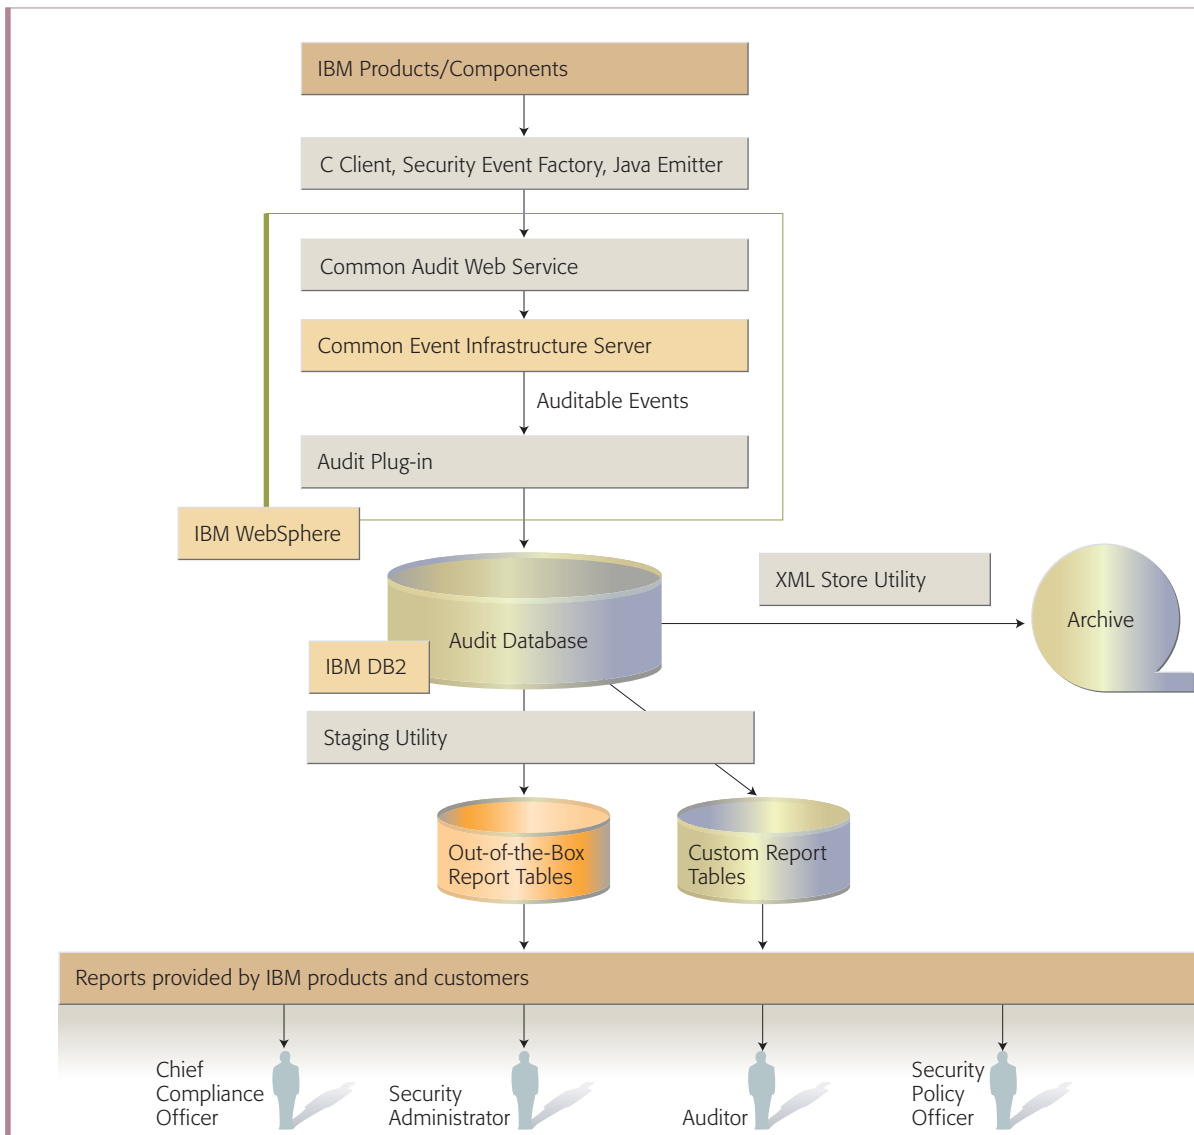 IBM Products/Components
C Client, Security Event Factory, Java Emitter
Common Audit Web Service
Common Event Infrastructure Server
Auditable Events
Audit Plug-in
IBM WebSphere
XML Store Utility
Archive
Audit Database
IBM DB2
Staging Utility
Out-of-the-Box
Report Tables
Custom Report
Tables
Reports provided by IBM products and customers
Chief
Compliance
Officer
Security
Administrator
Auditor
Security
Policy
Officer